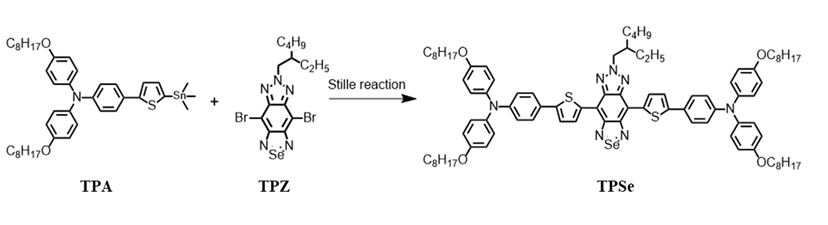 C8H17O
N
S
Sn
C8H17O
TPA
+
C4H9
C2H5
N
N N
Br Br
N N
Se
TPZ
Stille reaction
C8H17O
N
S
C8H17O
C4H9
C2H5
N
N N
N N
Se
S
N
OC8H17
OC8H17
TPSe